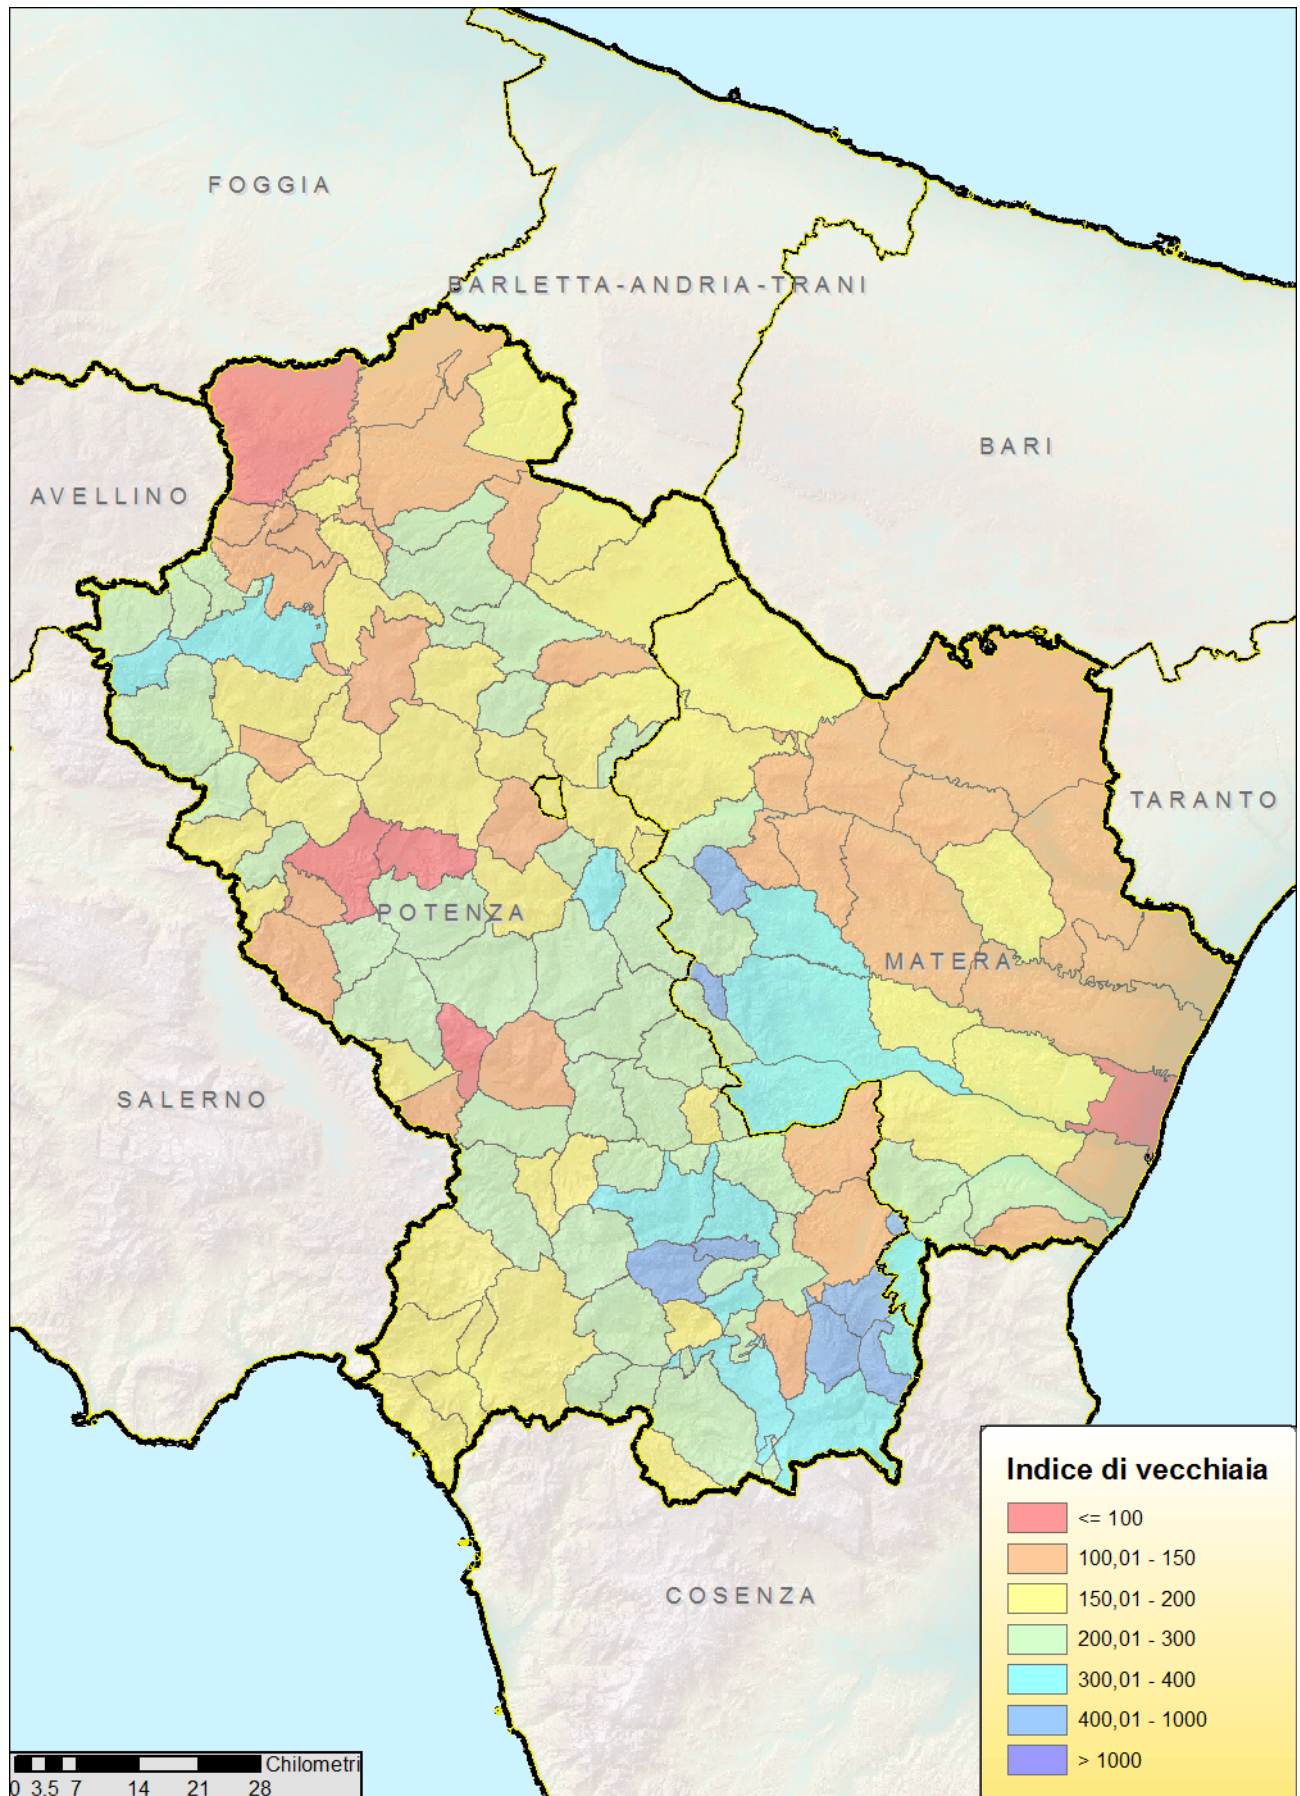 FOGGIA
BARLETTA-ANDRIA-TRANI
BARI
AVELLINO
TARANTO
POTENZA
MATERA
SALERNO
COSENZA
Indice di vecchiaia
<= 100
100,01 - 150
150,01 - 200
200,01 - 300
300,01 - 400
400,01 - 1000
> 1000
Chilometri
0 3,5 7 14 21 28